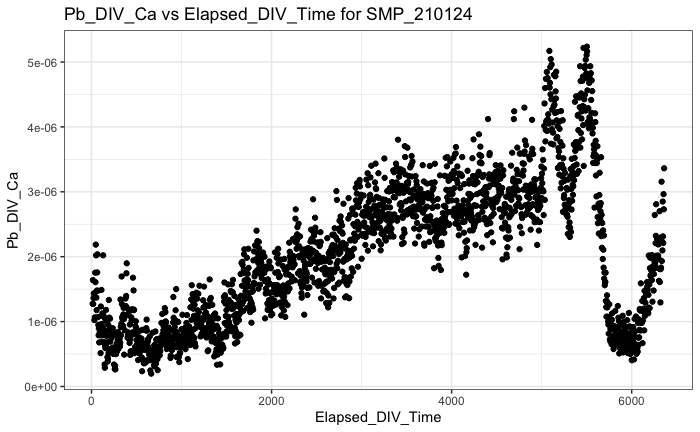 Pb_DIV_Ca vs Elapsed_DIV_Time for SMP_210124
Pb_DIV_Ca
5e-06
4e-06
3e-06
2e-06
1e-06
0e+00
0 2000 4000 6000
Elapsed_DIV_Time